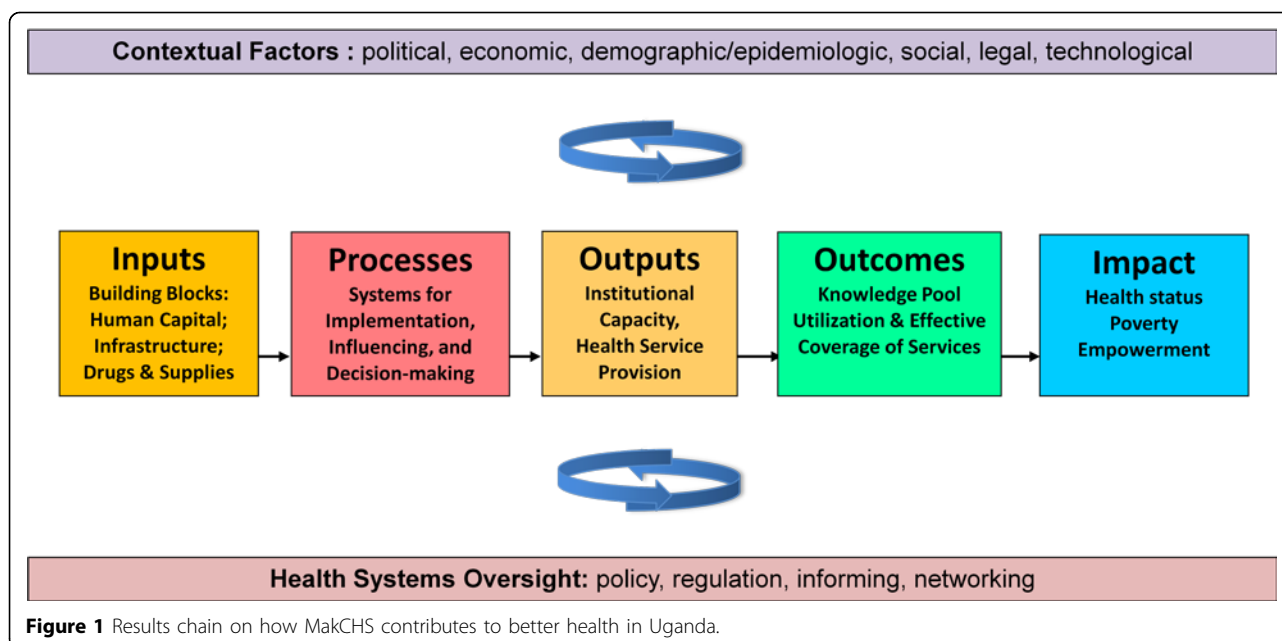 Contextual Factors : political, economic, demographic/epidemiologic, social, legal, technological
Inputs
Building Blocks:
Human Capital;
Infrastructure;
Drugs & Supplies
Processes
Systems for
Implementation,
Influencing, and
Decision-making
Outputs
Institutional
Capacity,
Health Service
Provision
Outcomes
Knowledge Pool
Utilization & Effective
Coverage of Services
Impact
Health status
Poverty
Empowerment
Health Systems Oversight: policy, regulation, informing, networking
Figure 1 Results chain on how MakCHS contributes to better health in Uganda.